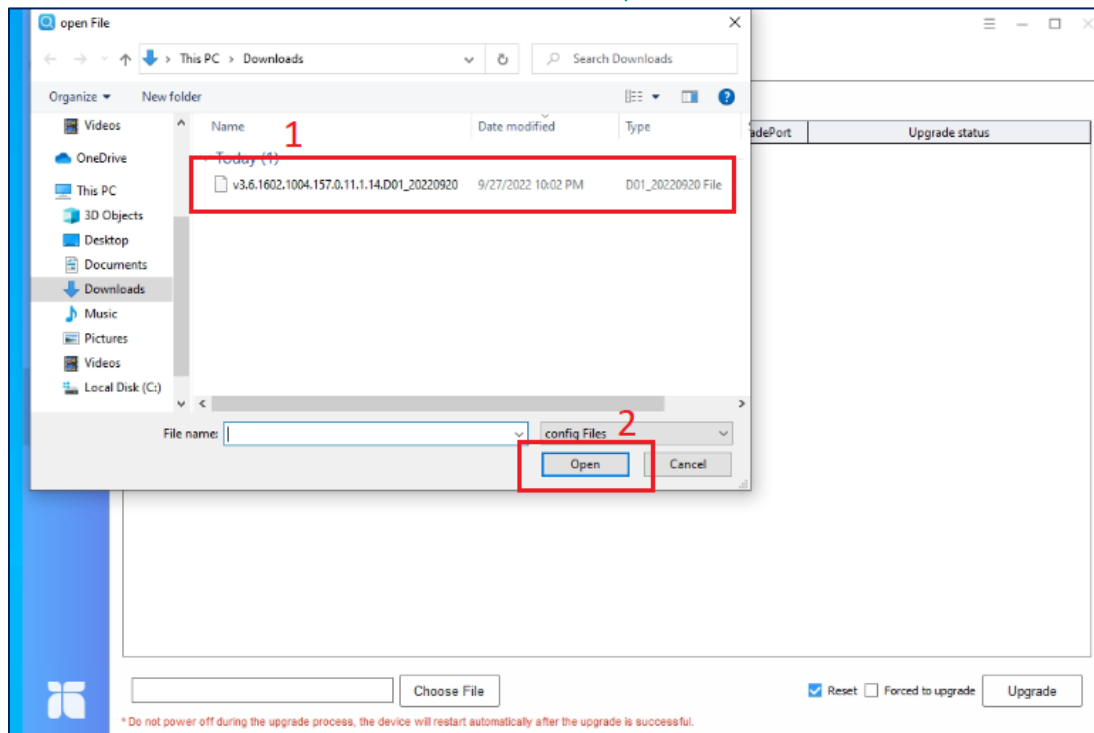 open File
This PC > Downloads
Search Downloads
Organize
New folder
Videos
OneDrive
This PC
3D Objects
Desktop
Documents
Downloads
Music
Pictures
Videos
Local Disk (C:)
1
Name
Date modified
Type
Today (1)
v3.6.1602.1004.157.0.11.1.14.D01_20220920
9/27/2022 10:02 PM
D01_20220920 File
adePort
Upgrade status
2
File name:
config Files
Open
Cancel
Choose File
Reset
Forced to upgrade
Upgrade
* Do not power off during the upgrade process, the device will restart automatically after the upgrade is successful.